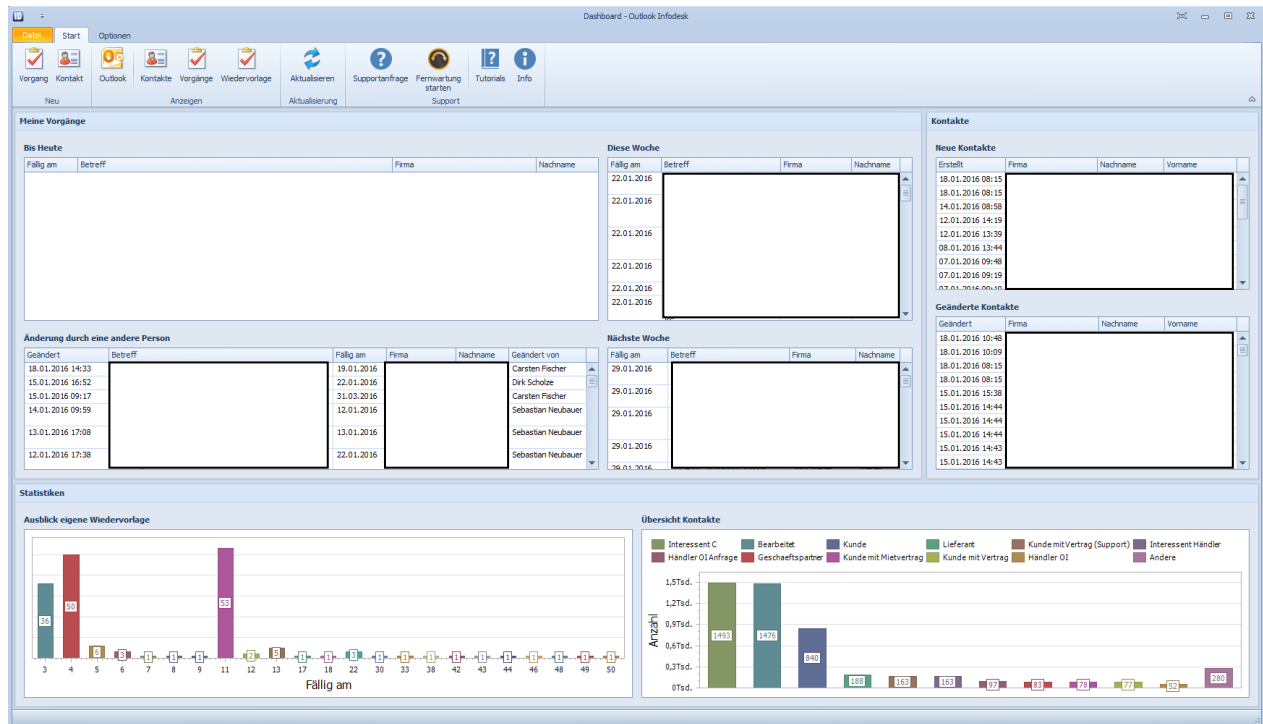 Dashboard - Outlook Infodesk
Datei Start Optionen
Vorgang Kontakt Outlook Kontakte Vorgänge Wiedervorlage Aktualisieren Supportanfrage Fernwartung starten Tutorials Info
Neu Anzeigen Aktualisierung Support
Meine Vorgänge
Bis Heute
Fällig am Betreff Firma Nachname
Diese Woche
Fällig am Betreff Firma Nachname
22.01.2016
22.01.2016
22.01.2016
22.01.2016
22.01.2016
22.01.2016
Änderung durch eine andere Person
Geändert Betreff Fällig am Firma Nachname Geändert von
18.01.2016 14:33 19.01.2016 Carsten Fischer
15.01.2016 16:52 22.01.2016 Dirk Scholze
15.01.2016 09:17 31.03.2016 Carsten Fischer
14.01.2016 09:59 12.01.2016 Sebastian Neubauer
13.01.2016 17:08 13.01.2016 Sebastian Neubauer
12.01.2016 17:38 22.01.2016 Sebastian Neubauer
Nächste Woche
Fällig am Betreff Firma Nachname
29.01.2016
29.01.2016
29.01.2016
29.01.2016
29.01.2016
Kontakte
Neue Kontakte
Erstellt Firma Nachname Vorname
18.01.2016 08:15
18.01.2016 08:15
14.01.2016 08:58
12.01.2016 14:19
12.01.2016 13:39
08.01.2016 13:44
07.01.2016 09:48
07.01.2016 09:19
07.01.2016
Geänderte Kontakte
Geändert Firma Nachname Vorname
18.01.2016 10:48
18.01.2016 10:09
18.01.2016 08:15
18.01.2016 08:15
15.01.2016 15:38
15.01.2016 14:44
15.01.2016 14:44
15.01.2016 14:44
15.01.2016 14:43
15.01.2016 14:43
Statistiken
Ausblick eigene Wiedervorlage
36 50 6 3 1 1 1 53 2 5 1 1 3 1 1 1 1 1 1 1 1 1
3 4 5 6 7 8 9 11 12 13 17 18 22 30 33 38 42 43 44 46 48 49 50
Fällig am
Übersicht Kontakte
Interessent C Bearbeitet Kunde Lieferant Kunde mit Vertrag (Support) Interessent Händler
Händler OI Anfrage Geschaeftspartner Kunde mit Mietvertrag Kunde mit Vertrag Händler OI Andere
Anzahl
1,5Tsd.
1,2Tsd.
0,9Tsd.
0,6Tsd.
0,3Tsd.
0Tsd.
1493 1476 840 188 163 163 97 83 78 77 52 280